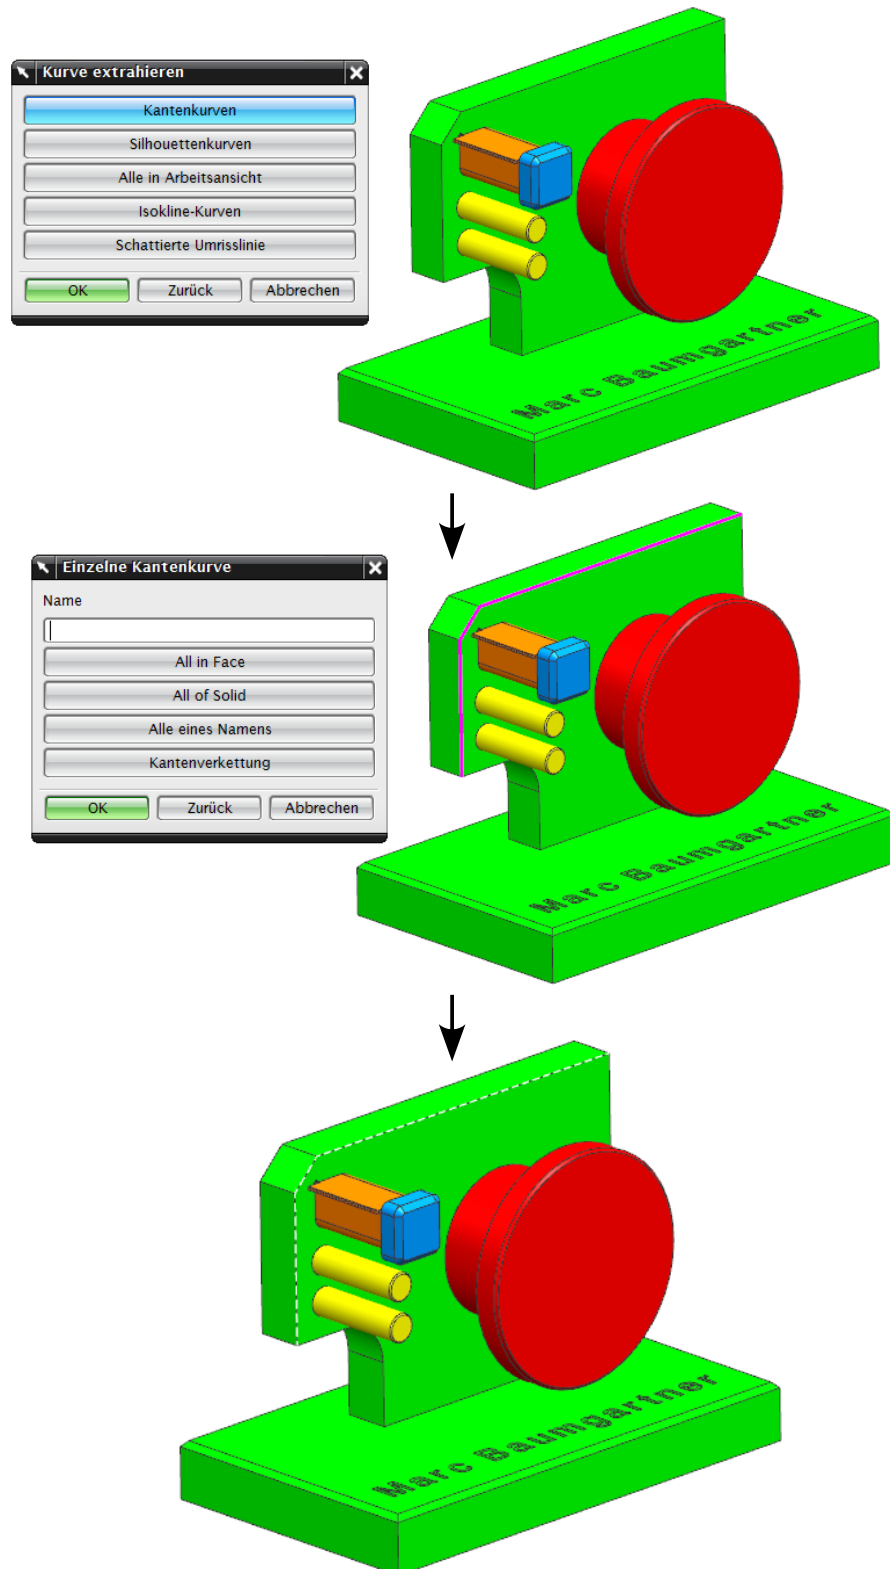 Kurve extrahieren
Kantenkurven
Silhouettenkurven
Alle in Arbeitsansicht
Isokline-Kurven
Schattierte Umrisslinie
OK Zurück Abbrechen
Marc Baumgartner
Einzelne Kantenkurve
Name
All in Face
All of Solid
Alle eines Namens
Kantenverkettung
OK Zurück Abbrechen
Marc Baumgartner
Marc Baumgartner